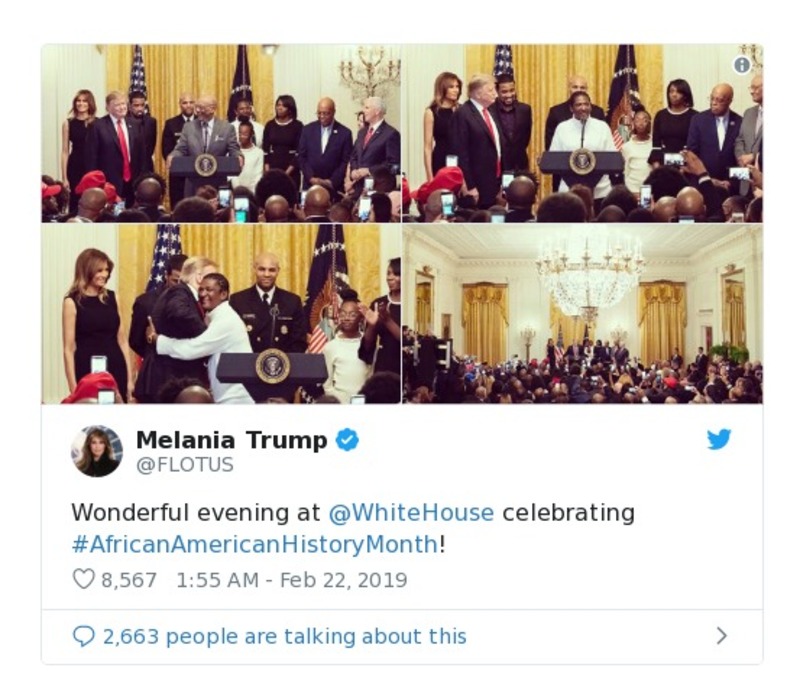 Melania Trump
@FLOTUS
Wonderful evening at @WhiteHouse celebrating
#AfricanAmericanHistoryMonth!
8,567 1:55 AM - Feb 22, 2019
2,663 people are talking about this